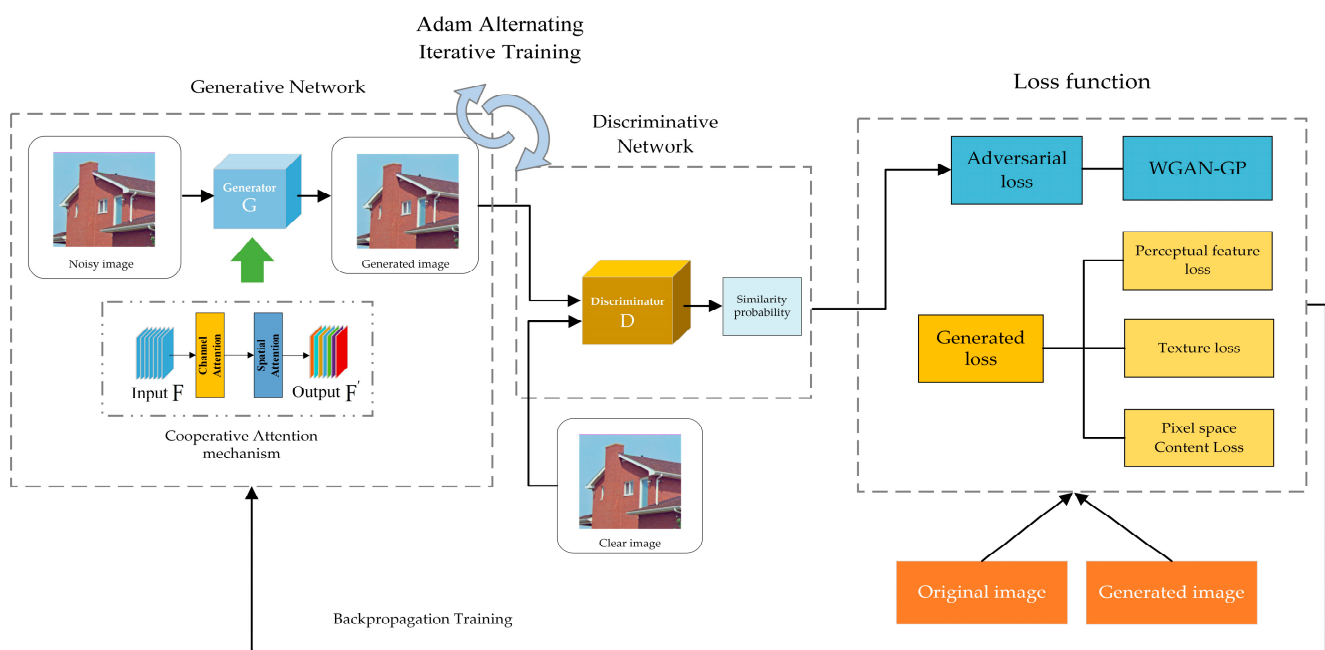 Adam Alternating
Iterative Training
Generative Network
Noisy image
Generator
G
Generated image
Channel
Attention
Spatial
Attention
Input F
Output F'
Cooperative Attention
mechanism
Discriminative
Network
Discriminator
D
Similarity
probability
Clear image
Loss function
Adversarial
loss
WGAN-GP
Generated
loss
Perceptual feature
loss
Texture loss
Pixel space
Content Loss
Original image
Generated image
Backpropagation Training